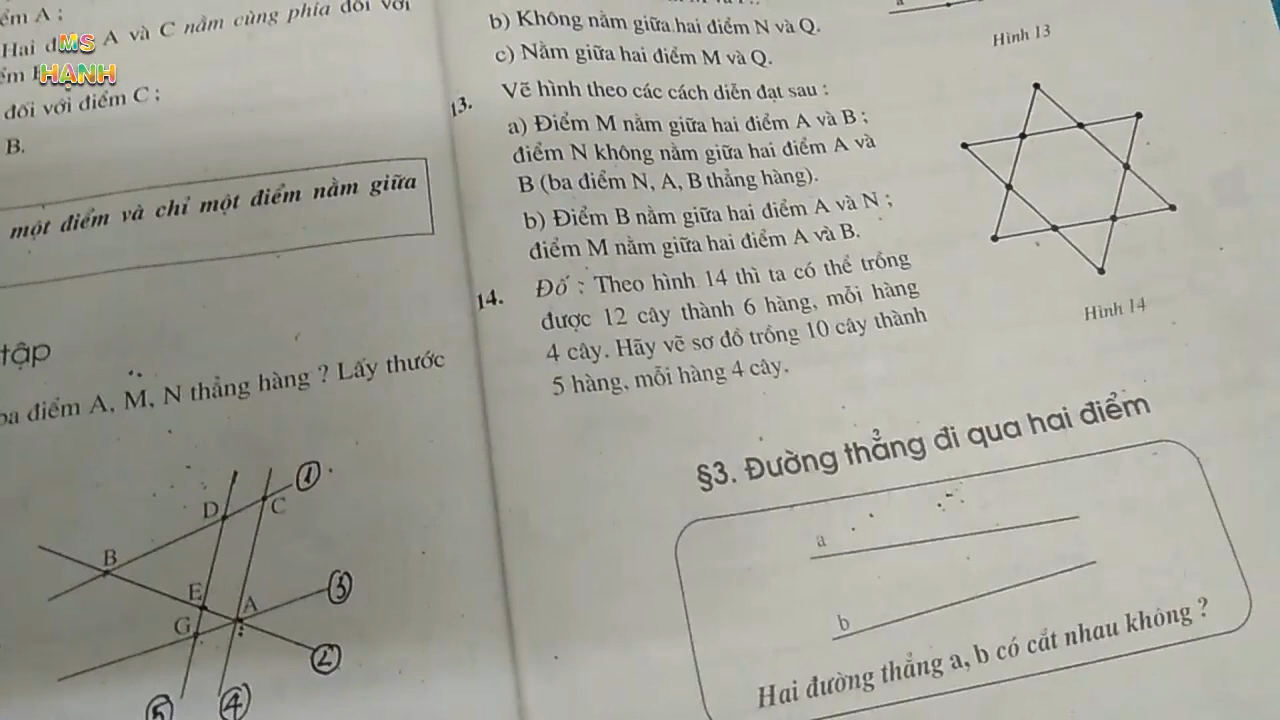 MS
HẠNH
A :
Hai A và C nằm cùng phía đối với
đối với điểm C ;
B.
một điểm và chỉ một điểm nằm giữa
tập
ba điểm A, M, N thẳng hàng ? Lấy thước
D
C
①
B
E
A
③
G
②
⑤
④
b) Không nằm giữa hai điểm N và Q.
c) Nằm giữa hai điểm M và Q.
Hình 13
13. Vẽ hình theo các cách diễn đạt sau :
a) Điểm M nằm giữa hai điểm A và B ;
điểm N không nằm giữa hai điểm A và
B (ba điểm N, A, B thẳng hàng).
b) Điểm B nằm giữa hai điểm A và N ;
điểm M nằm giữa hai điểm A và B.
14. Đố : Theo hình 14 thì ta có thể trồng
được 12 cây thành 6 hàng, mỗi hàng
4 cây. Hãy vẽ sơ đồ trồng 10 cây thành
5 hàng, mỗi hàng 4 cây.
Hình 14
§3. Đường thẳng đi qua hai điểm
a
b
Hai đường thẳng a, b có cắt nhau không ?